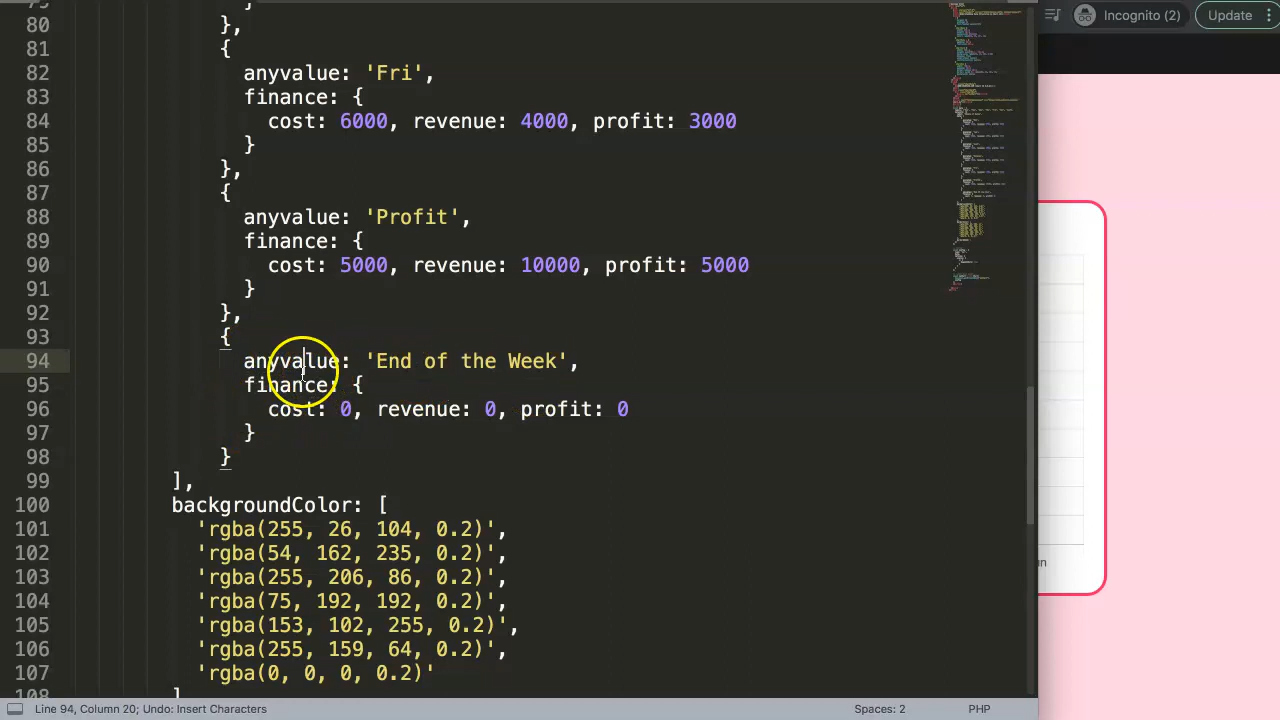 Incognito (2) Update
79 }
80 },
81 {
82 anyvalue: 'Fri',
83 finance: {
84 cost: 6000, revenue: 4000, profit: 3000
85 }
86 },
87 {
88 anyvalue: 'Profit',
89 finance: {
90 cost: 5000, revenue: 10000, profit: 5000
91 }
92 },
93 {
94 anyvalue: 'End of the Week',
95 finance: {
96 cost: 0, revenue: 0, profit: 0
97 }
98 }
99 ],
100 backgroundColor: [
101 'rgba(255, 26, 104, 0.2)',
102 'rgba(54, 162, 235, 0.2)',
103 'rgba(255, 206, 86, 0.2)',
104 'rgba(75, 192, 192, 0.2)',
105 'rgba(153, 102, 255, 0.2)',
106 'rgba(255, 159, 64, 0.2)',
107 'rgba(0, 0, 0, 0.2)'
108 ]
Line 94, Column 20; Undo: Insert Characters Spaces: 2 PHP